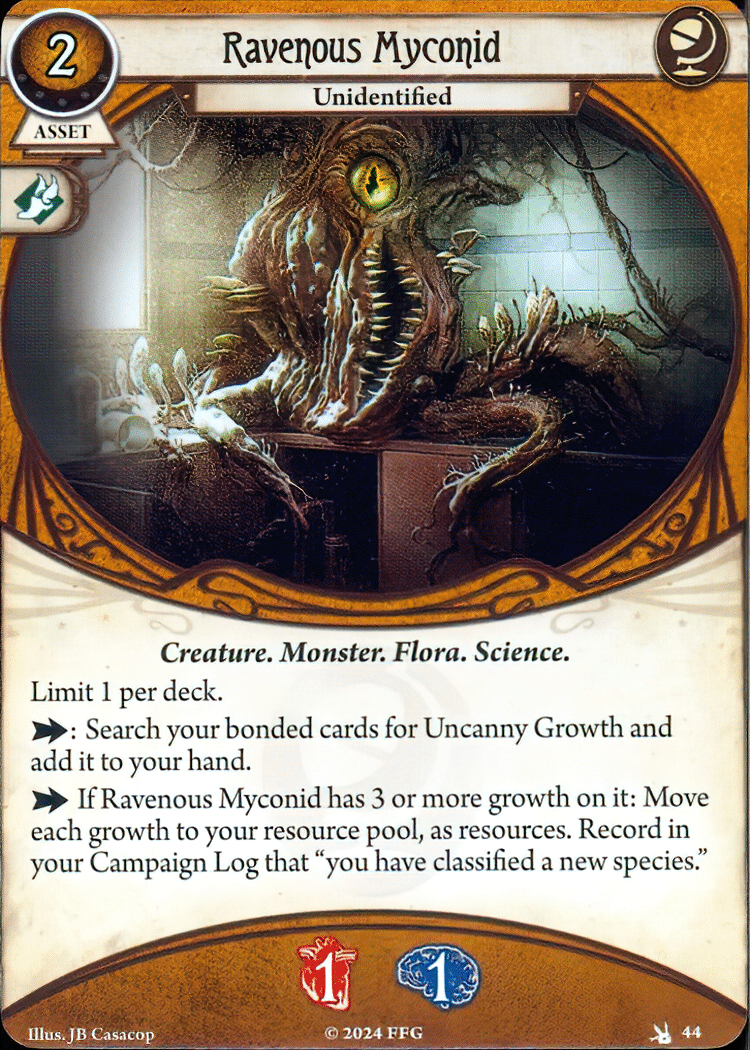 2
Ravenous Myconid
Unidentified
ASSET
Creature. Monster. Flora. Science.
Limit 1 per deck.
: Search your bonded cards for Uncanny Growth and
add it to your hand.
If Ravenous Myconid has 3 or more growth on it: Move
each growth to your resource pool, as resources. Record in
your Campaign Log that “you have classified a new species.”
1 1
Illus. JB Casacop © 2024 FFG 44